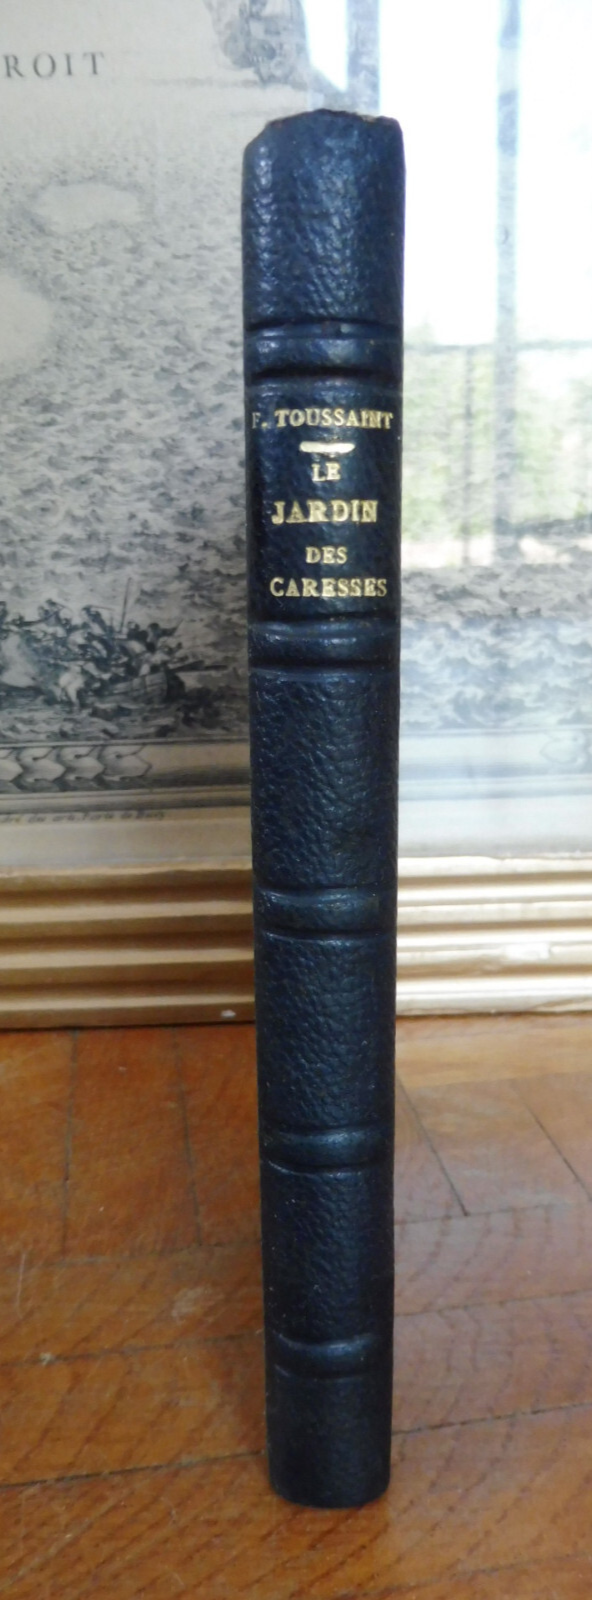 ROIT
F. TOUSSAINT
LE
JARDIN
DES
CARESSES